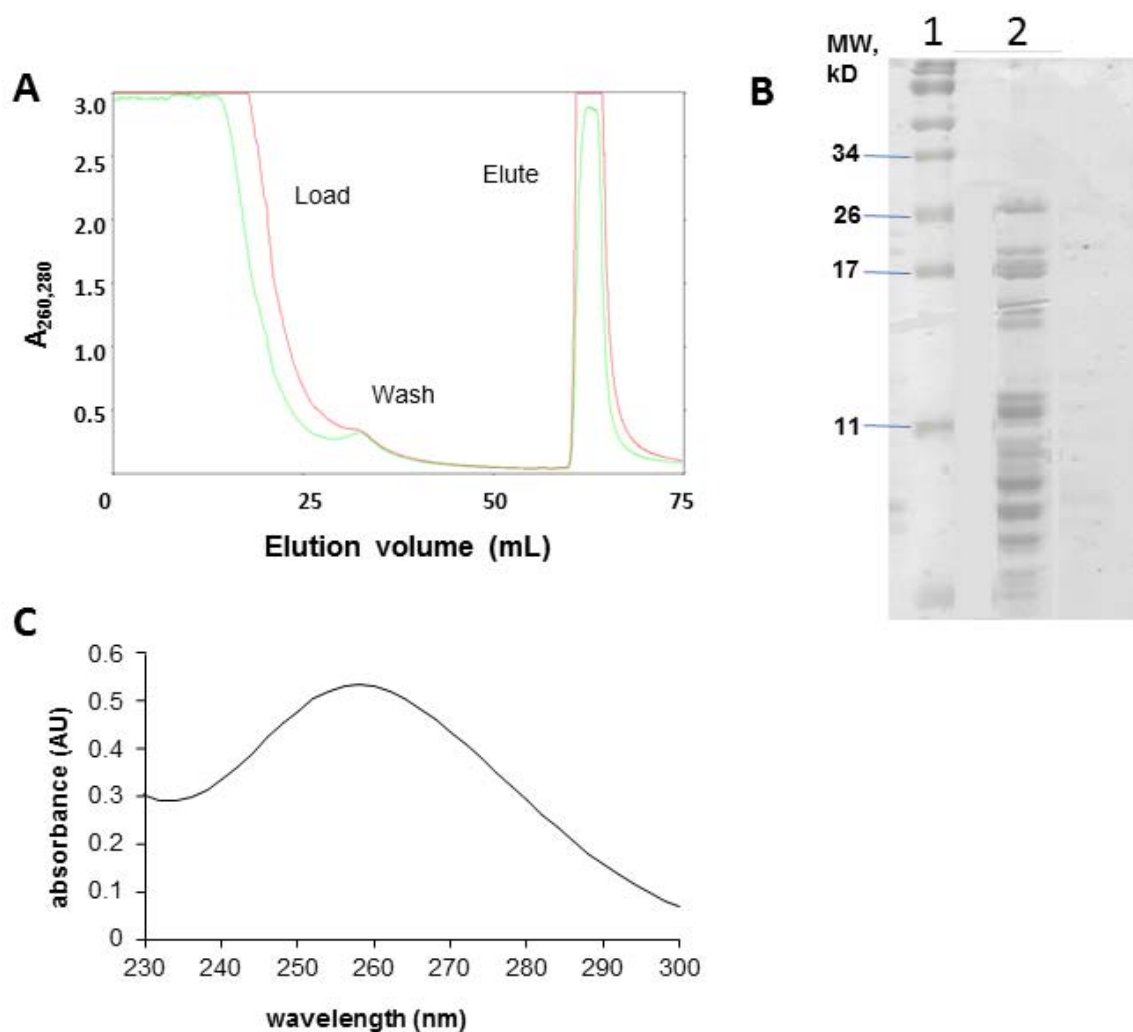 A
A260,280
3.0
2.5
2.0
1.5
1.0
0.5
Load
Wash
Elute
0
25
50
75
Elution volume (mL)
B
MW,
kD
1
2
34
26
17
11
C
absorbance (AU)
0.6
0.5
0.4
0.3
0.2
0.1
0
230 240 250 260 270 280 290 300
wavelength (nm)